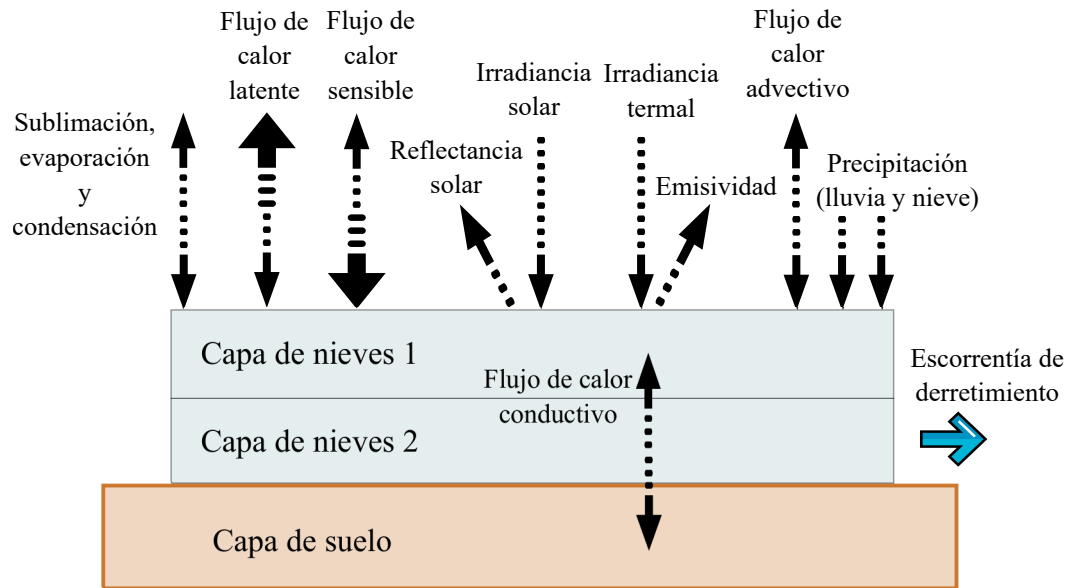 Flujo de
calor
latente
Flujo de
calor
sensible
Irradiancia
solar
Irradiancia
termal
Flujo de
calor
advectivo
Sublimación,
evaporación
y
condensación
Reflectancia
solar
Emisividad
Precipitación
(lluvia y nieve)
Capa de nieves 1
Flujo de calor
conductivo
Capa de nieves 2
Escorrentía de
derretimiento
Capa de suelo